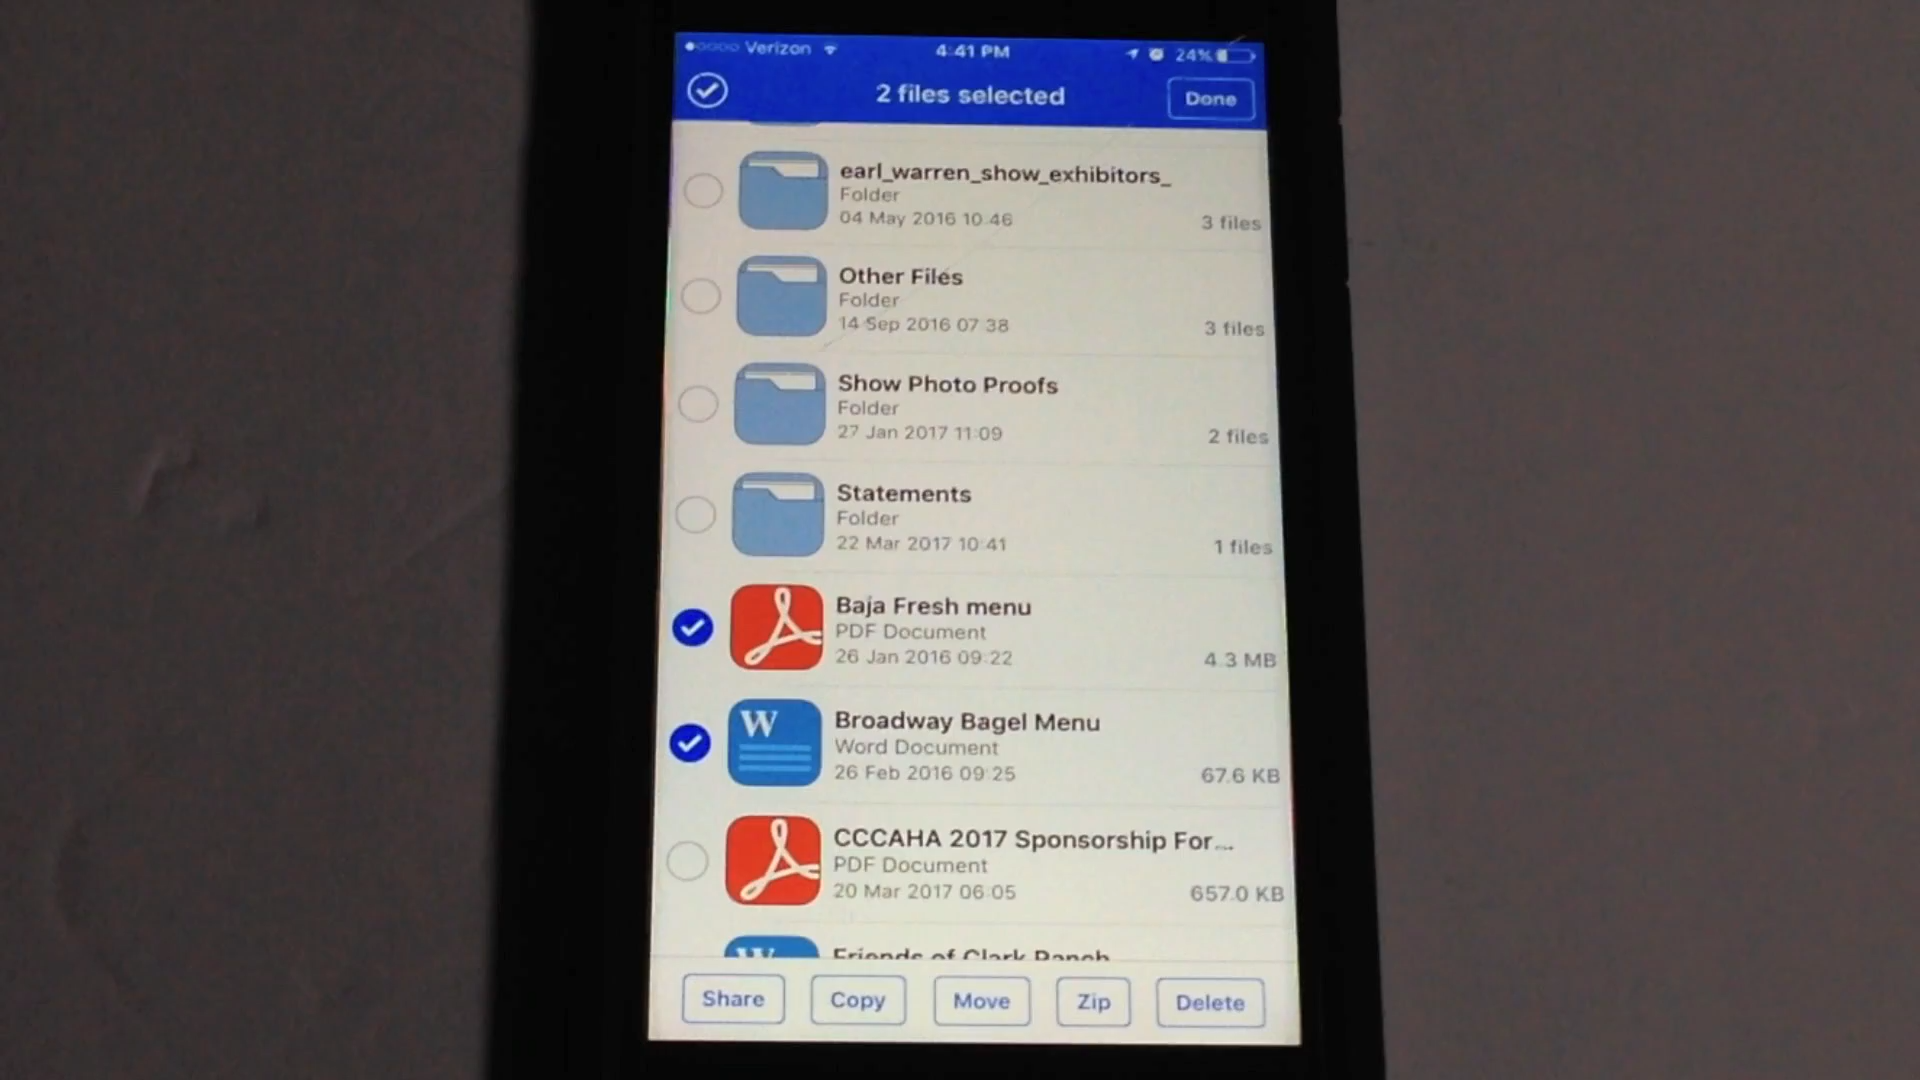 Verizon 4:41 PM 24%
2 files selected Done
earl_warren_show_exhibitors_
Folder
04 May 2016 10:46 3 files
Other Files
Folder
14 Sep 2016 07:38 3 files
Show Photo Proofs
Folder
27 Jan 2017 11:09 2 files
Statements
Folder
22 Mar 2017 10:41 1 files
Baja Fresh menu
PDF Document
26 Jan 2016 09:22 4.3 MB
W
Broadway Bagel Menu
Word Document
26 Feb 2016 09:25 67.6 KB
CCCAHA 2017 Sponsorship For...
PDF Document
20 Mar 2017 06:05 657.0 KB
W
Friends of Clark Ranch
Share Copy Move Zip Delete